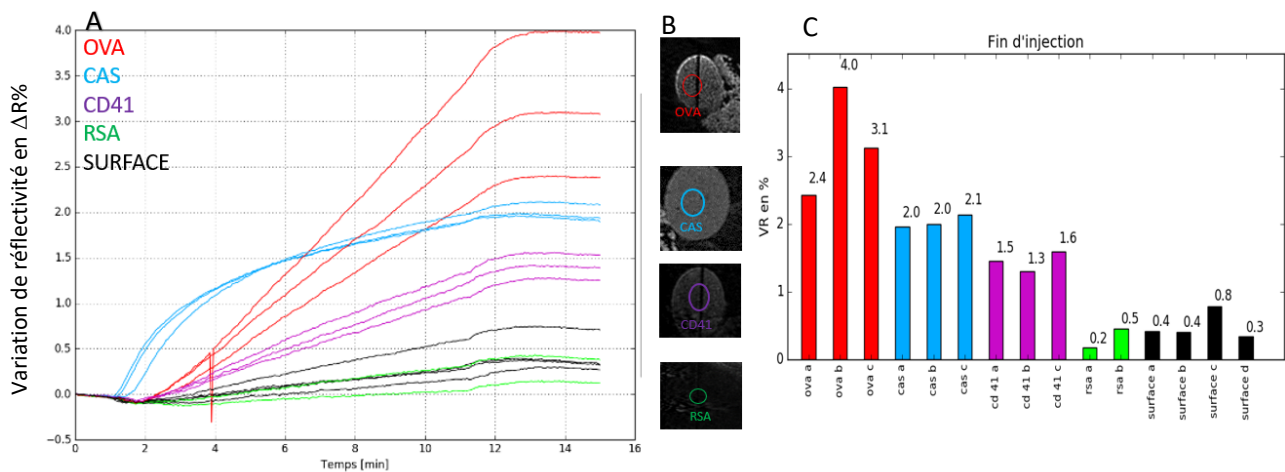 A
OVA
CAS
CD41
RSA
SURFACE
Variation de réflectivité en ΔR%
4.0
3.5
3.0
2.5
2.0
1.5
1.0
0.5
0.0
−0.5
0
2
4
6
8
10
12
14
16
Temps [min]
B
OVA
CAS
CD41
RSA
C
Fin d'injection
VR en %
4
3
2
1
0
2.4
4.0
3.1
2.0
2.0
2.1
1.5
1.3
1.6
0.2
0.5
0.4
0.4
0.8
0.3
ova a
ova b
ova c
cas a
cas b
cas c
cd 41 a
cd 41 b
cd 41 c
rsa a
rsa b
surface a
surface b
surface c
surface d